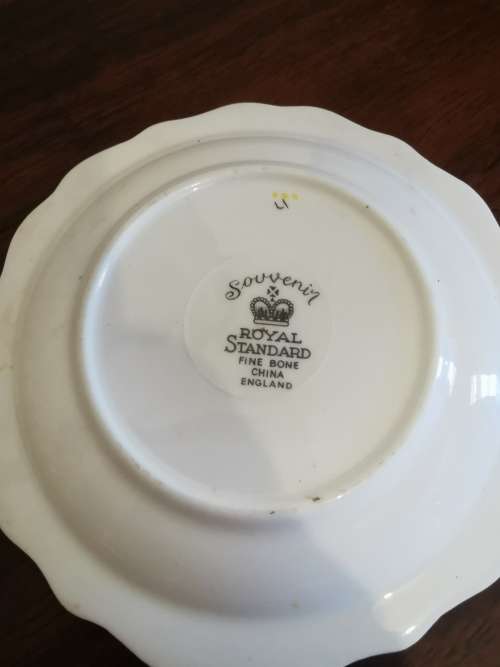 Souvenir
ROYAL
STANDARD
FINE BONE
CHINA
ENGLAND